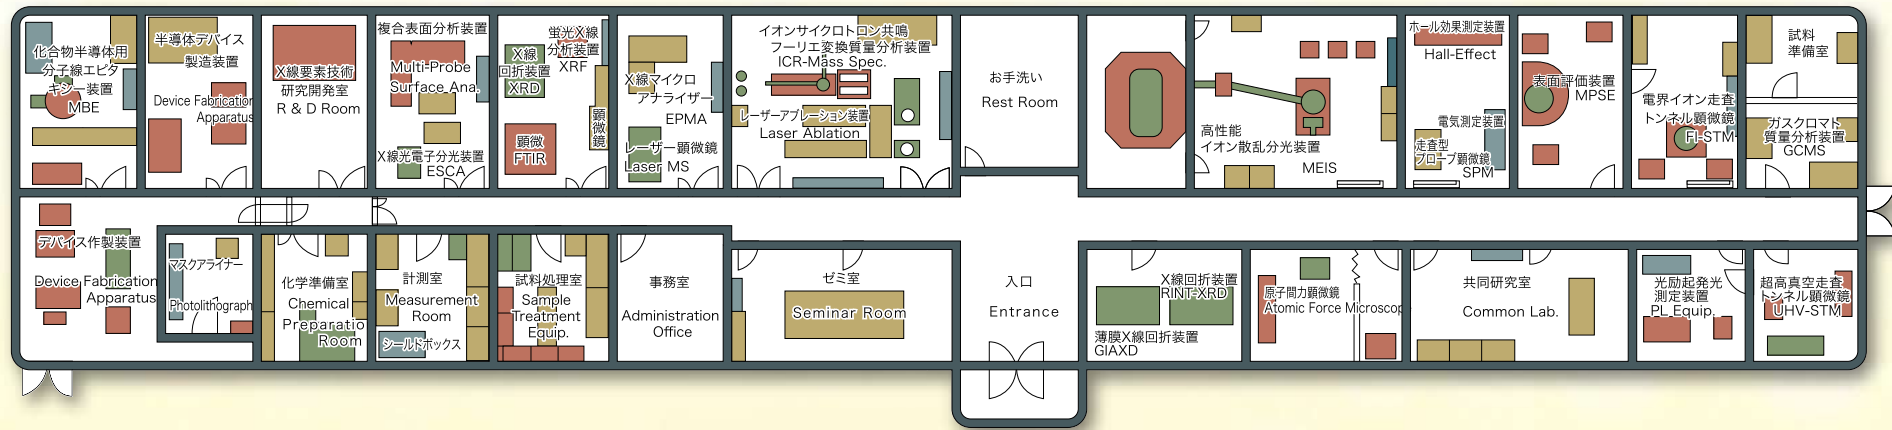 化合物半導体用
分子線エピタ
キシー装置
MBE
半導体デバイス
製造装置
Device Fabrication
Apparatus
X線要素技術
研究開発室
R & D Room
複合表面分析装置
Multi-Probe
Surface Ana.
X線光電子分光装置
ESCA
X線
回折装置
XRD
蛍光X線
分析装置
XRF
顕微鏡
顕微
FTIR
X線マイクロ
アナライザー
EPMA
レーザー顕微鏡
Laser MS
イオンサイクロトロン共鳴
フーリエ変換質量分析装置
ICR-Mass Spec.
レーザーアブレーション装置
Laser Ablation
お手洗い
Rest Room
高性能
イオン散乱分光装置
MEIS
ホール効果測定装置
Hall-Effect
電気測定装置
走査型
プローブ顕微鏡
SPM
表面評価装置
MPSE
電界イオン走査
トンネル顕微鏡
FI-STM
試料
準備室
ガスクロマト
質量分析装置
GCMS
デバイス作製装置
Device Fabrication
Apparatus
マスクアライナー
Photolithograph
化学準備室
Chemical
Preparatio
Room
計測室
Measurement
Room
シールドボックス
試料処理室
Sample
Treatment
Equip.
事務室
Administration
Office
ゼミ室
Seminar Room
入口
Entrance
X線回折装置
RINT-XRD
薄膜X線回折装置
GIAXD
原子間力顕微鏡
Atomic Force Microscop
共同研究室
Common Lab.
光励起発光
測定装置
PL Equip.
超高真空走査
トンネル顕微鏡
UHV-STM